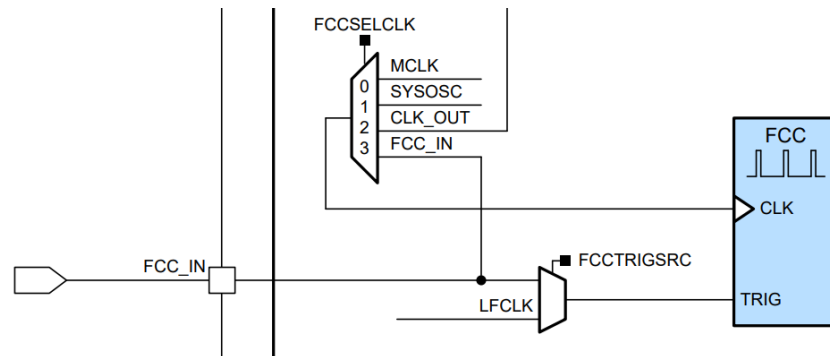 FCCSELCLK
0 MCLK
1 SYSOSC
2 CLK_OUT
3 FCC_IN
FCC
CLK
FCC_IN
FCCTRIGSRC
LFCLK
TRIG